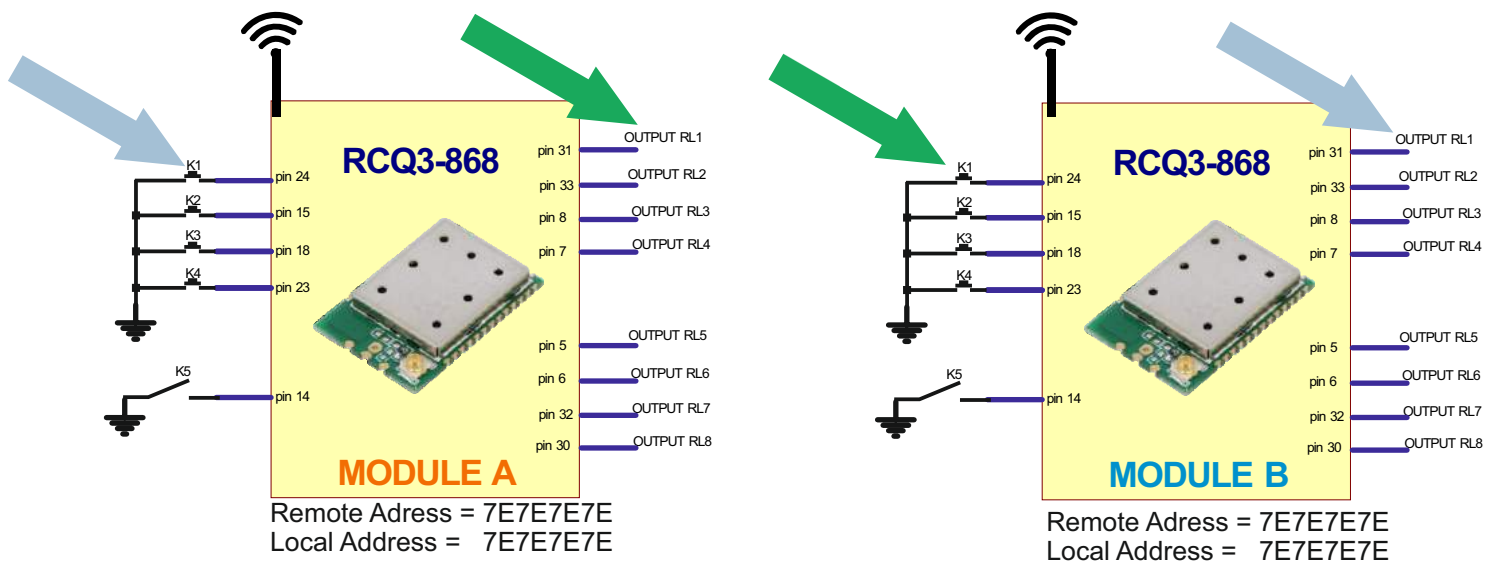 RCQ3-868
K1
pin 24
K2
pin 15
K3
pin 18
K4
pin 23
K5
pin 14
pin 31
OUTPUT RL1
pin 33
OUTPUT RL2
pin 8
OUTPUT RL3
pin 7
OUTPUT RL4
pin 5
OUTPUT RL5
pin 6
OUTPUT RL6
pin 32
OUTPUT RL7
pin 30
OUTPUT RL8
MODULE A
Remote Adress = 7E7E7E7E
Local Address = 7E7E7E7E
RCQ3-868
K1
pin 24
K2
pin 15
K3
pin 18
K4
pin 23
K5
pin 14
pin 31
OUTPUT RL1
pin 33
OUTPUT RL2
pin 8
OUTPUT RL3
pin 7
OUTPUT RL4
pin 5
OUTPUT RL5
pin 6
OUTPUT RL6
pin 32
OUTPUT RL7
pin 30
OUTPUT RL8
MODULE B
Remote Adress = 7E7E7E7E
Local Address = 7E7E7E7E